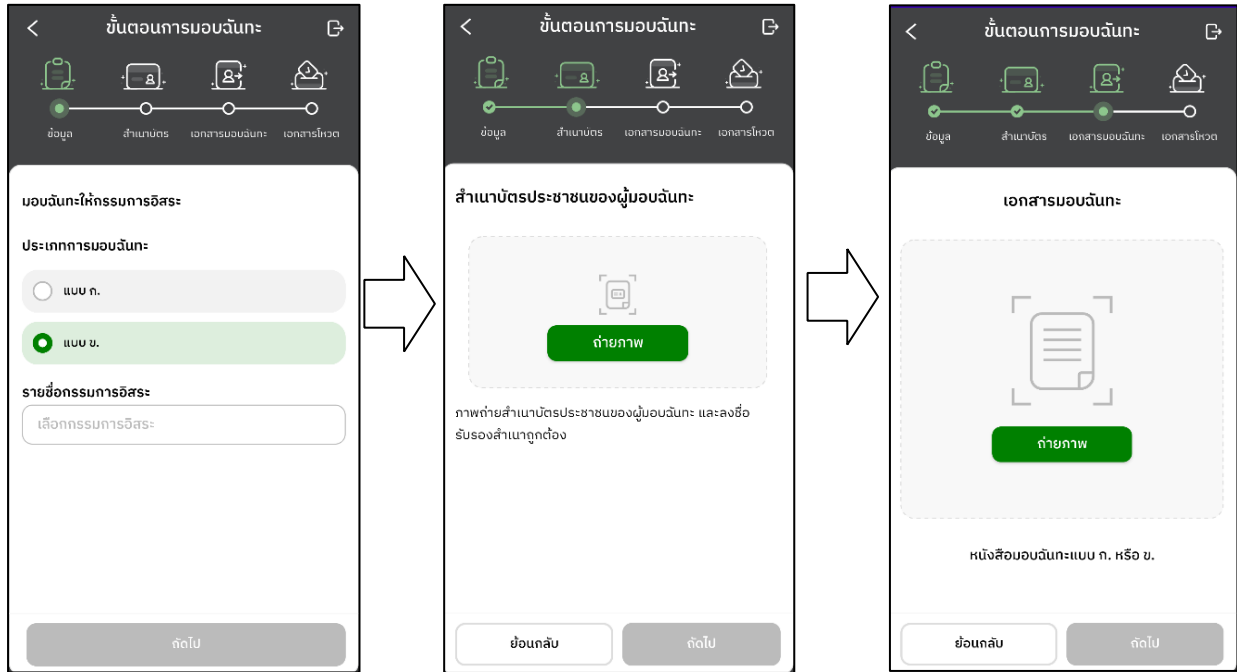 ขั้นตอนการมอบฉันทะ
ข้อมูล
สำเนาบัตร
เอกสารมอบฉันทะ
เอกสารโหวต
มอบฉันทะให้กรรมการอิสระ
ประเภทการมอบฉันทะ
แบบ ก.
แบบ ข.
รายชื่อกรรมการอิสระ
เลือกกรรมการอิสระ
ถัดไป
ขั้นตอนการมอบฉันทะ
ข้อมูล
สำเนาบัตร
เอกสารมอบฉันทะ
เอกสารโหวต
สำเนาบัตรประชาชนของผู้มอบฉันทะ
ถ่ายภาพ
ภาพถ่ายสำเนาบัตรประชาชนของผู้มอบฉันทะ และลงชื่อ
รับรองสำเนาถูกต้อง
ย้อนกลับ
ถัดไป
ขั้นตอนการมอบฉันทะ
ข้อมูล
สำเนาบัตร
เอกสารมอบฉันทะ
เอกสารโหวต
เอกสารมอบฉันทะ
ถ่ายภาพ
หนังสือมอบฉันทะแบบ ก. หรือ ข.
ย้อนกลับ
ถัดไป